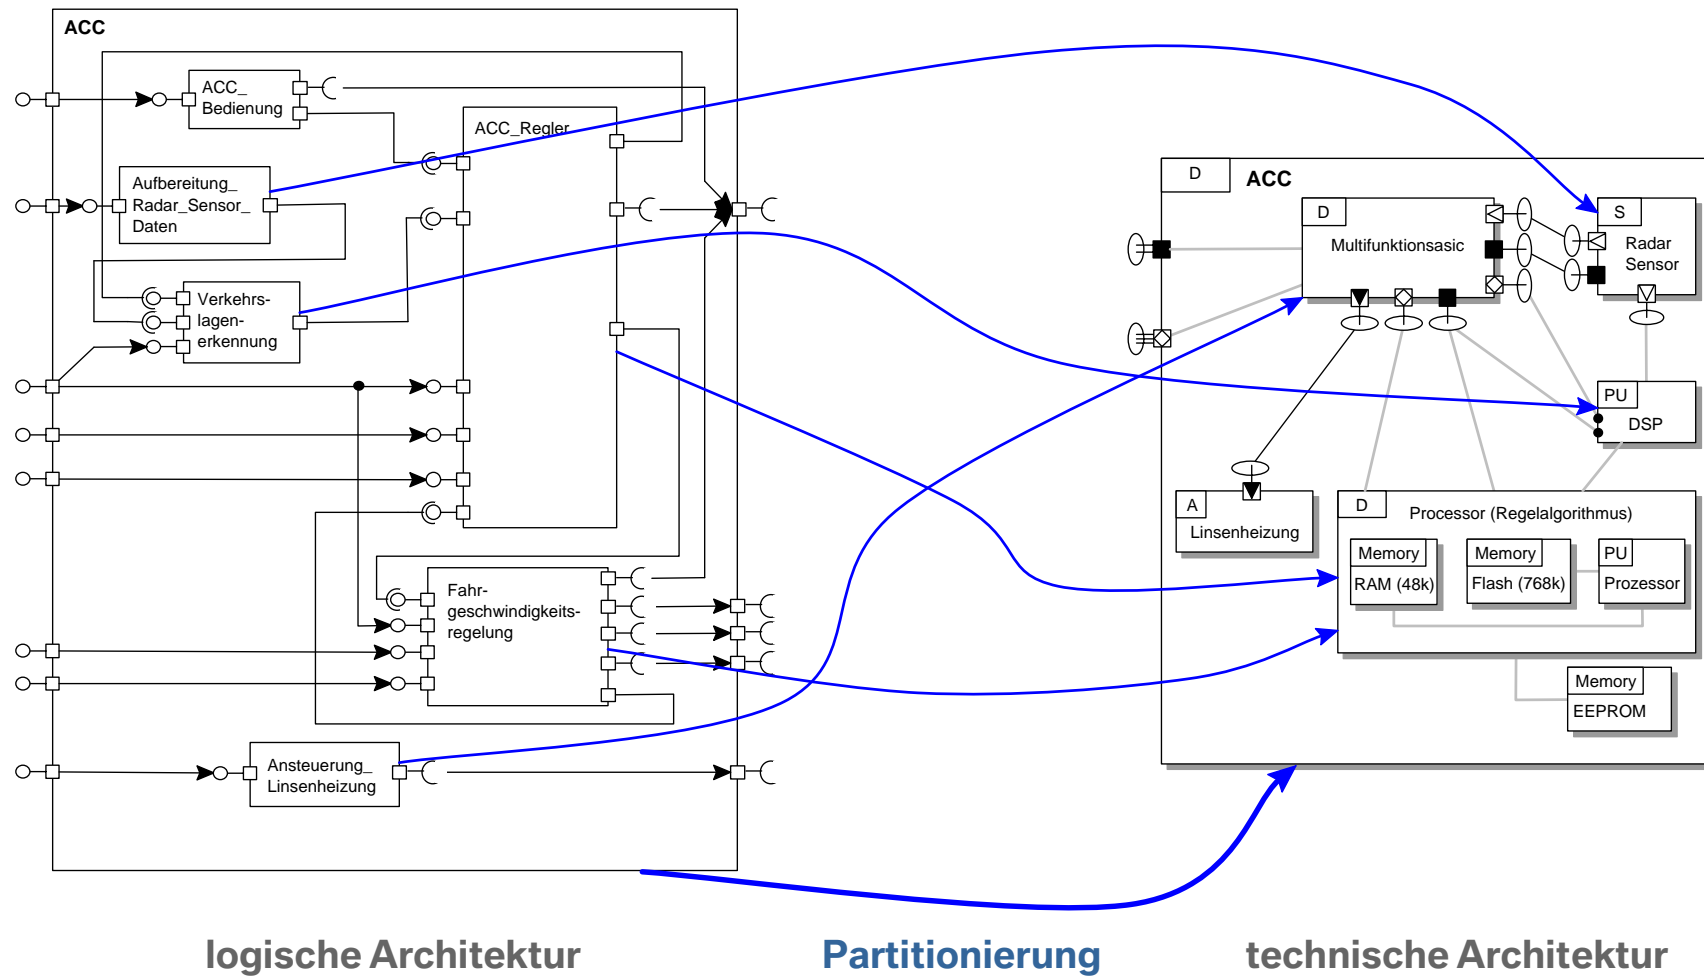 ACC
ACC_
Bedienung
ACC_Regler
Aufbereitung_
Radar_Sensor_
Daten
Verkehrs-
lagen-
erkennung
Fahr-
geschwindigkeits-
regelung
Ansteuerung_
Linsenheizung
D
ACC
D
Multifunktionsasic
S
Radar
Sensor
PU
DSP
A
Linsenheizung
D
Processor (Regelalgorithmus)
Memory
RAM (48k)
Memory
Flash (768k)
PU
Prozessor
Memory
EEPROM
logische Architektur
Partitionierung
technische Architektur